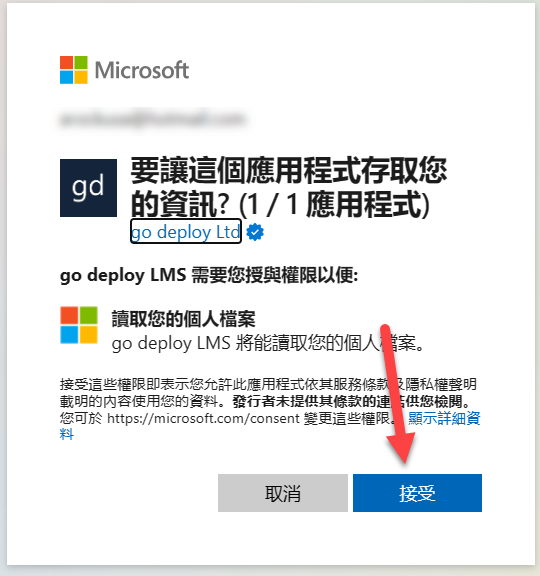 Microsoft
gd
要讓這個應用程式存取您
的資訊? (1 / 1 應用程式)
go deploy Ltd
go deploy LMS 需要您授與權限以便:
讀取您的個人檔案
go deploy LMS 將能讀取您的個人檔案。
接受這些權限即表示您允許此應用程式依其服務條款及隱私權聲明
載明的內容使用您的資料。發行者未提供其條款的連結供您檢閱。
您可於 https://microsoft.com/consent 變更這些權限。顯示詳細資
料
取消
接受